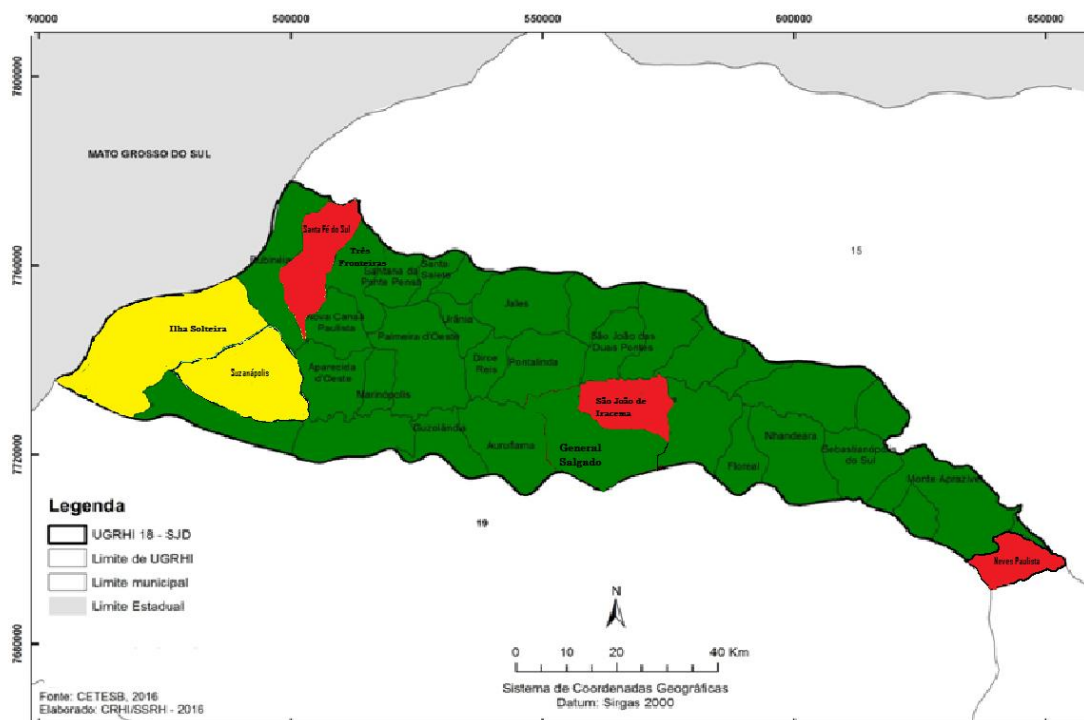 ?0000
500000
550000
600000
650000
7800000
7760000
7720000
7680000
MATO GROSSO DO SUL
15
Santa Fé do Sul
Rubinéia
Três
Fronteiras
Santana da
Ponte Pensa
Santa
Salete
Ilha Solteira
Nova Canaã
Paulista
Urânia
Jales
Palmeira d'Oeste
São João das
Duas Pontes
Suzanápolis
Aparecida
d'Oeste
Dirce
Reis
Pontalinda
Marinópolis
São João de
Iracema
Guzolândia
Auriflama
General
Salgado
Nhandeara
Floreal
Sebastianópolis
do Sul
Monte Aprazível
Neves Paulista
19
Legenda
UGRHI 18 - SJD
Limite de UGRHI
Limite municipal
Limite Estadual
N
0 10 20 40 Km
Sistema de Coordenadas Geográficas
Datum: Sirgas 2000
Fonte: CETESB, 2016
Elaborado: CRHI/SSRH - 2016